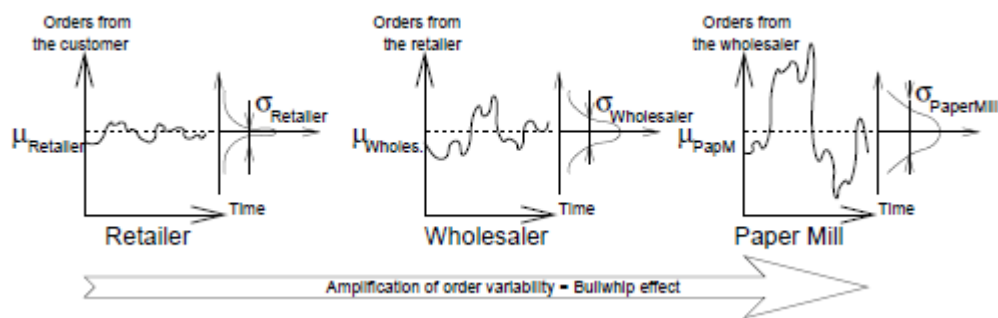 Orders from
the customer
σRetailer
μRetailer
Time
Retailer
Orders from
the retailer
σWholesaler
μWholes.
Time
Wholesaler
Orders from
the wholesaler
σPaperMill
μPapM
Time
Paper Mill
Amplification of order variability = Bullwhip effect